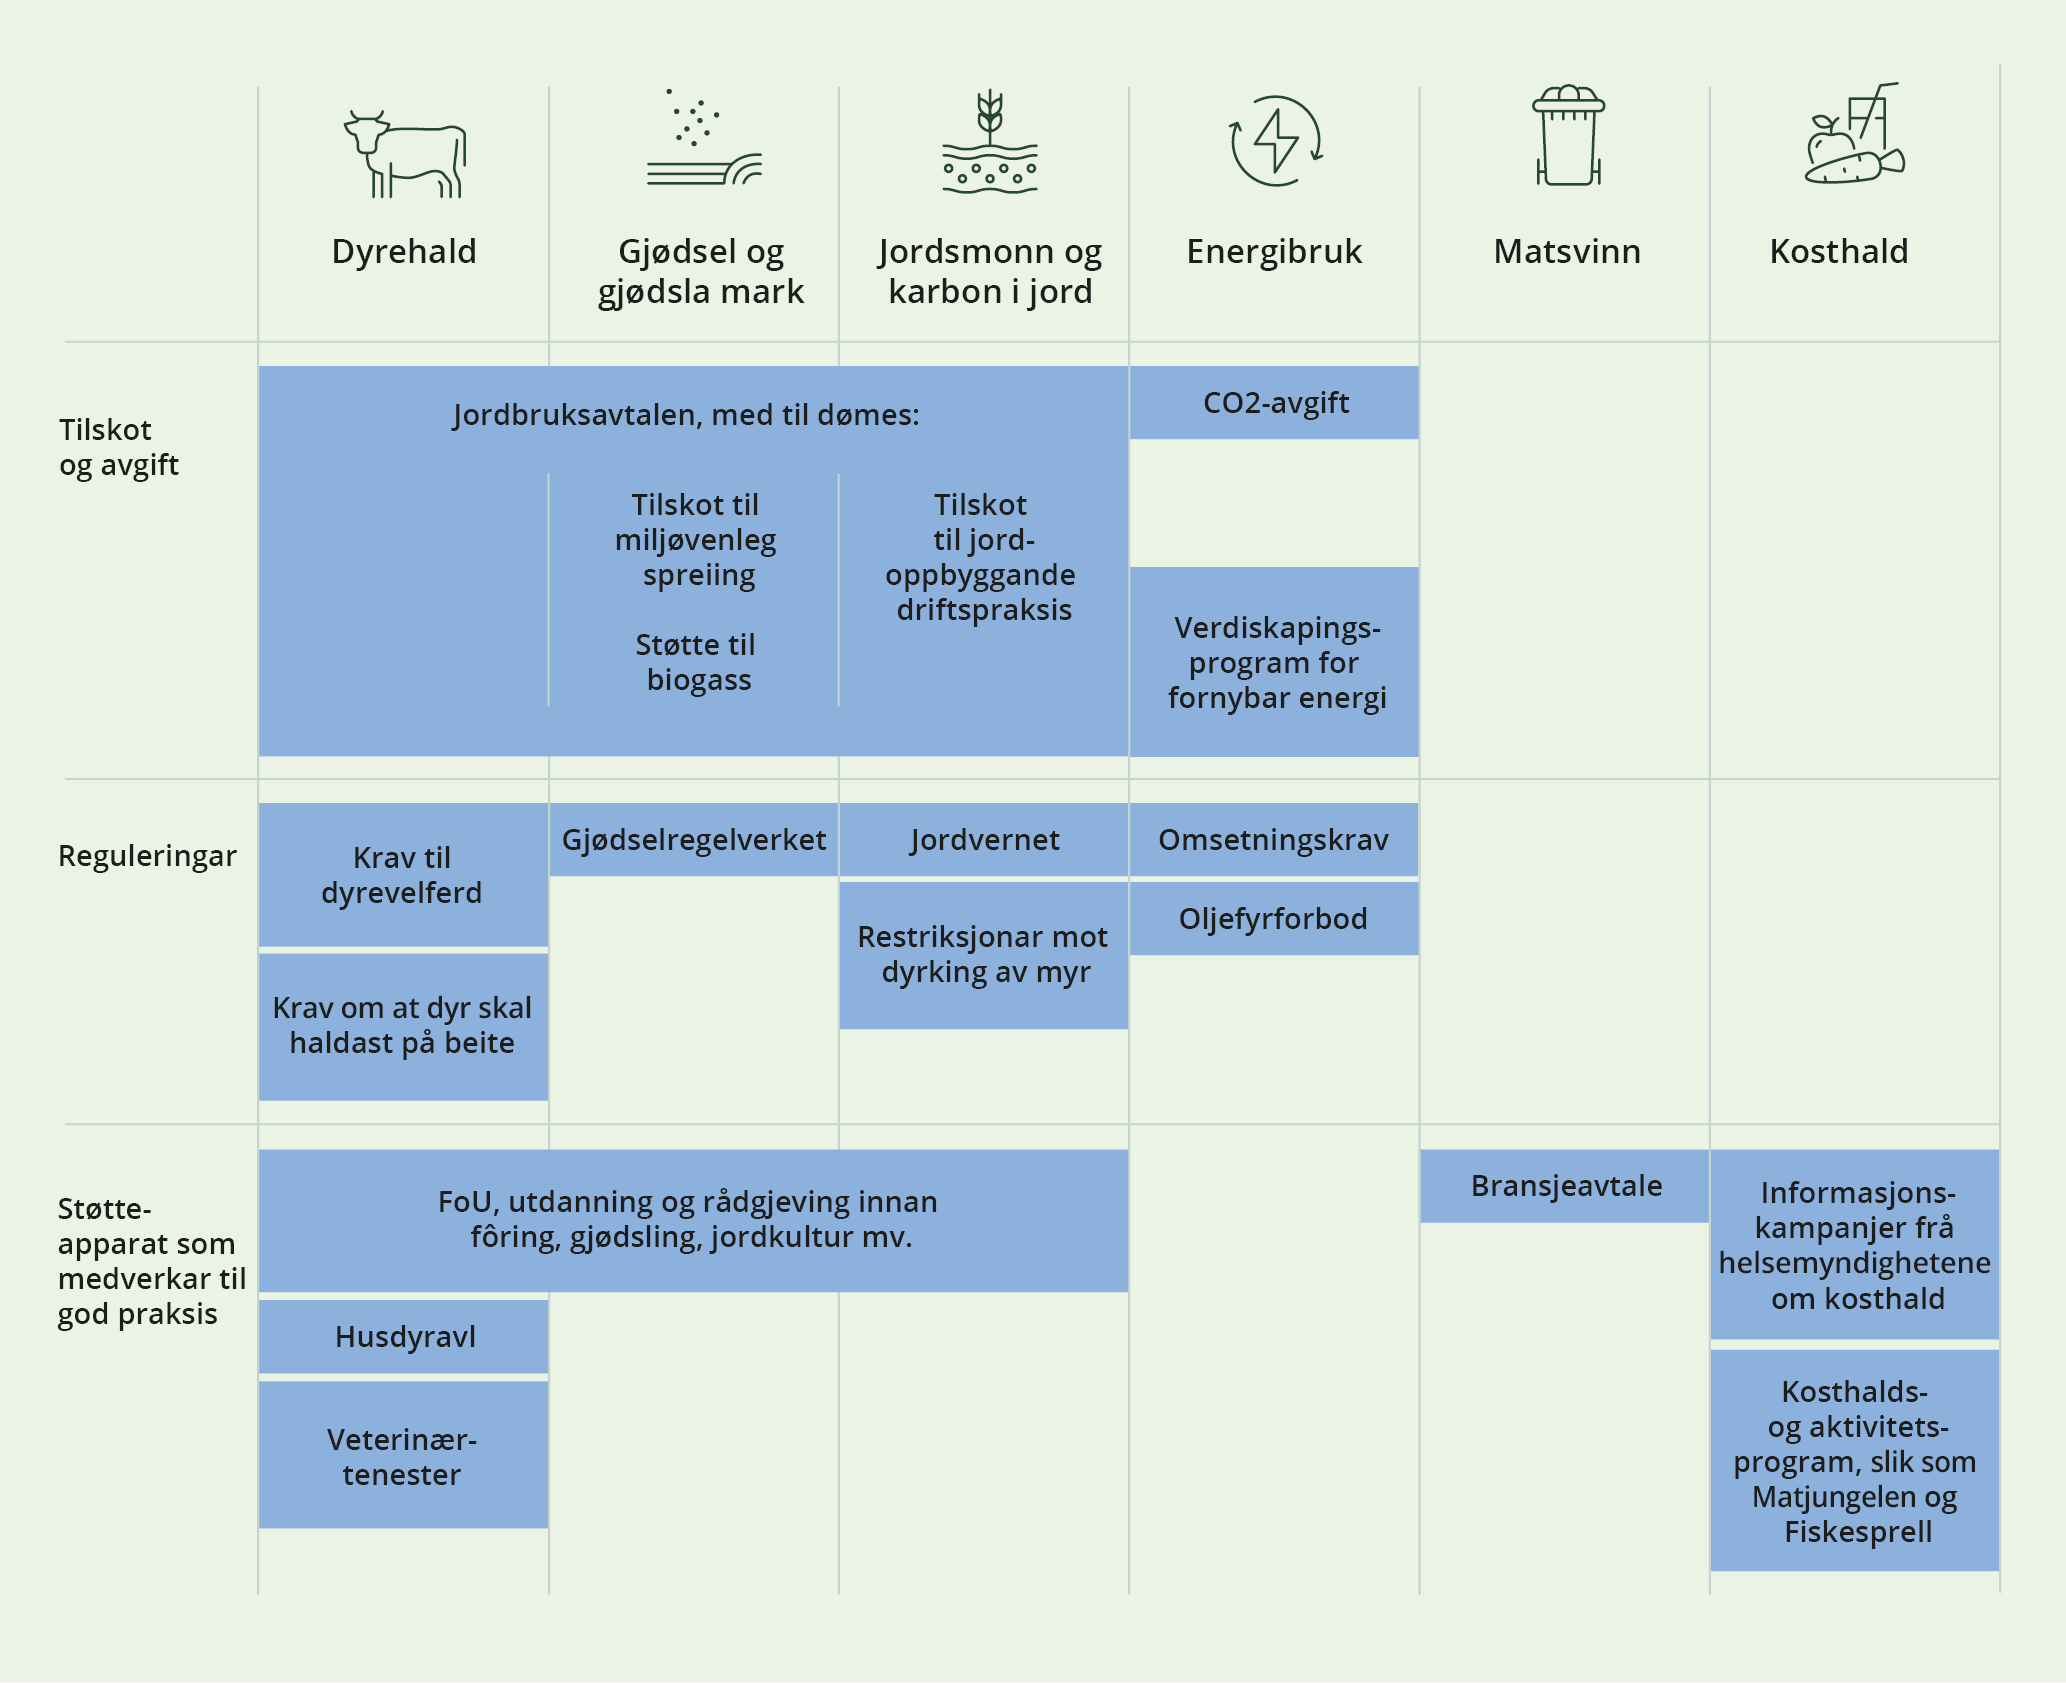 Dyrehald
Gjødsel og
gjødsla mark
Jordsmonn og
karbon i jord
Energibruk
Matsvinn
Kosthald
Tilskot
og avgift
Jordbruksavtalen, med til dømes:
Tilskot til
miljøvenleg
spreiing
Støtte til
biogass
Tilskot
til jord-
oppbyggande
driftspraksis
CO2-avgift
Verdiskapings-
program for
fornybar energi
Reguleringar
Krav til
dyrevelferd
Krav om at dyr skal
haldast på beite
Gjødselregelverket
Jordvernet
Restriksjonar mot
dyrking av myr
Omsetningskrav
Oljefyrforbod
Støtte-
apparat som
medverkar til
god praksis
FoU, utdanning og rådgjeving innan
fôring, gjødsling, jordkultur mv.
Husdyravl
Veterinær-
tenester
Bransjeavtale
Informasjons-
kampanjer frå
helsemyndighetene
om kosthald
Kosthalds-
og aktivitets-
program, slik som
Matjungelen og
Fiskesprell